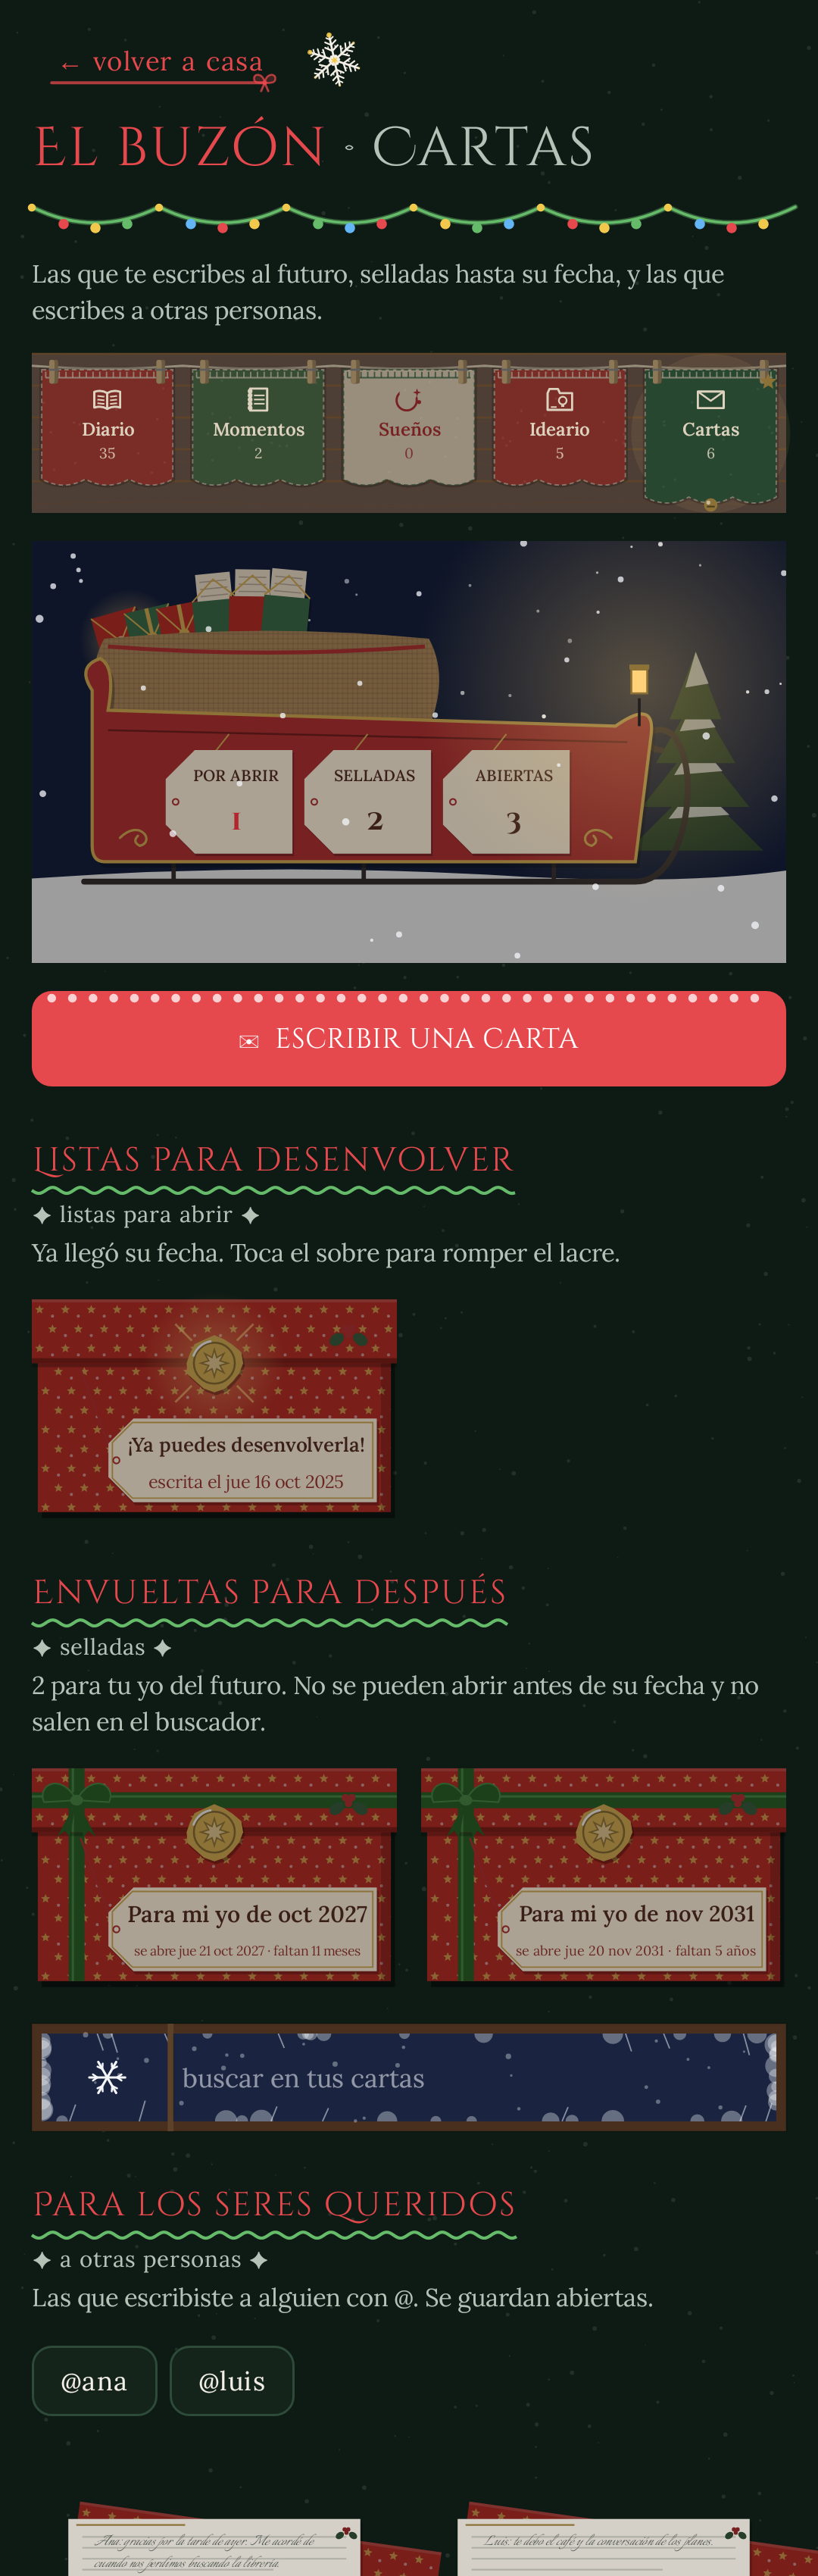 ← volver a casa
El buzón · Cartas
Las que te escribes al futuro, selladas hasta su fecha, y las que
escribes a otras personas.
Diario
35
Momentos
2
Sueños
0
Ideario
5
Cartas
6
POR ABRIR
1
SELLADAS
2
ABIERTAS
3
✉ ESCRIBIR UNA CARTA
Listas para desenvolver
✦ listas para abrir ✦
Ya llegó su fecha. Toca el sobre para romper el lacre.
¡Ya puedes desenvolverla!
escrita el jue 16 oct 2025
Envueltas para después
✦ selladas ✦
2 para tu yo del futuro. No se pueden abrir antes de su fecha y no
salen en el buscador.
Para mi yo de oct 2027
se abre jue 21 oct 2027 · faltan 11 meses
Para mi yo de nov 2031
se abre jue 20 nov 2031 · faltan 5 años
buscar en tus cartas
Para los seres queridos
✦ a otras personas ✦
Las que escribiste a alguien con @. Se guardan abiertas.
@ana
@luis
Ana: gracias por la tarde de ayer. Me acordé de
cuando nos perdimos buscando la librería.
Luis: te debo el café y la conversación de los planes.